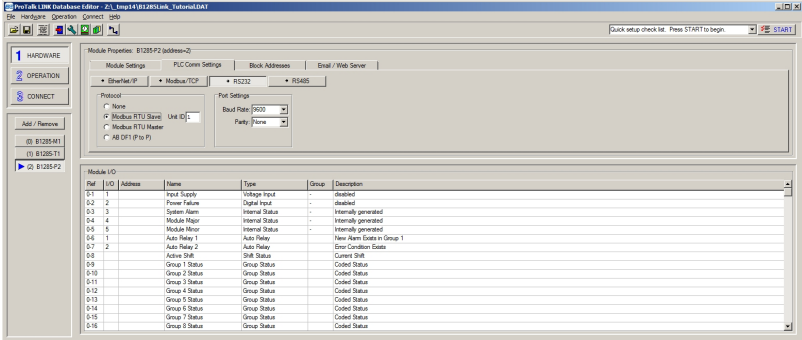 ProTalk LINK Database Editor - Z:\_tmp14\B1285Link_Tutorial.DAT
File Hardware Operation Connect Help
Quick setup check list. Press START to begin. START
1 HARDWARE
2 OPERATION
3 CONNECT
Add / Remove
(0) B1285-M1
(1) B1285-T1
(2) B1285-P2
Module Properties: B1285-P2 (address=2)
Module Settings PLC Comm Settings Block Addresses Email / Web Server
EtherNet/IP Modbus/TCP RS232 RS485
Protocol
None
Modbus RTU Slave Unit ID 1
Modbus RTU Master
AB DF1 (P to P)
Port Settings
Baud Rate: 9600
Parity: None
Module I/O
Ref I/O Address Name Type Group Description
0-1 1 Input Supply Voltage Input - disabled
0-2 2 Power Failure Digital Input - disabled
0-3 3 System Alarm Internal Status - Internally generated
0-4 4 Module Major Internal Status - Internally generated
0-5 5 Module Minor Internal Status - Internally generated
0-6 1 Auto Relay 1 Auto Relay New Alarm Exists in Group 1
0-7 2 Auto Relay 2 Auto Relay Error Condition Exists
0-8 Active Shift Shift Status Current Shift
0-9 Group 1 Status Group Status Coded Status
0-10 Group 2 Status Group Status Coded Status
0-11 Group 3 Status Group Status Coded Status
0-12 Group 4 Status Group Status Coded Status
0-13 Group 5 Status Group Status Coded Status
0-14 Group 6 Status Group Status Coded Status
0-15 Group 7 Status Group Status Coded Status
0-16 Group 8 Status Group Status Coded Status